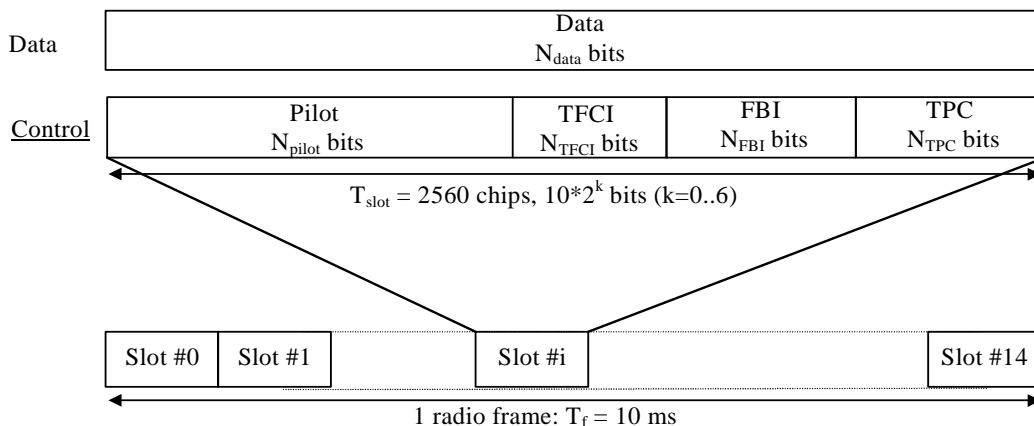 Data
Data
N_data bits
Control
Pilot
N_pilot bits
TFCI
N_TFCI bits
FBI
N_FBI bits
TPC
N_TPC bits
T_slot = 2560 chips, 10*2^k bits (k=0..6)
Slot #0
Slot #1
Slot #i
Slot #14
1 radio frame: T_f = 10 ms